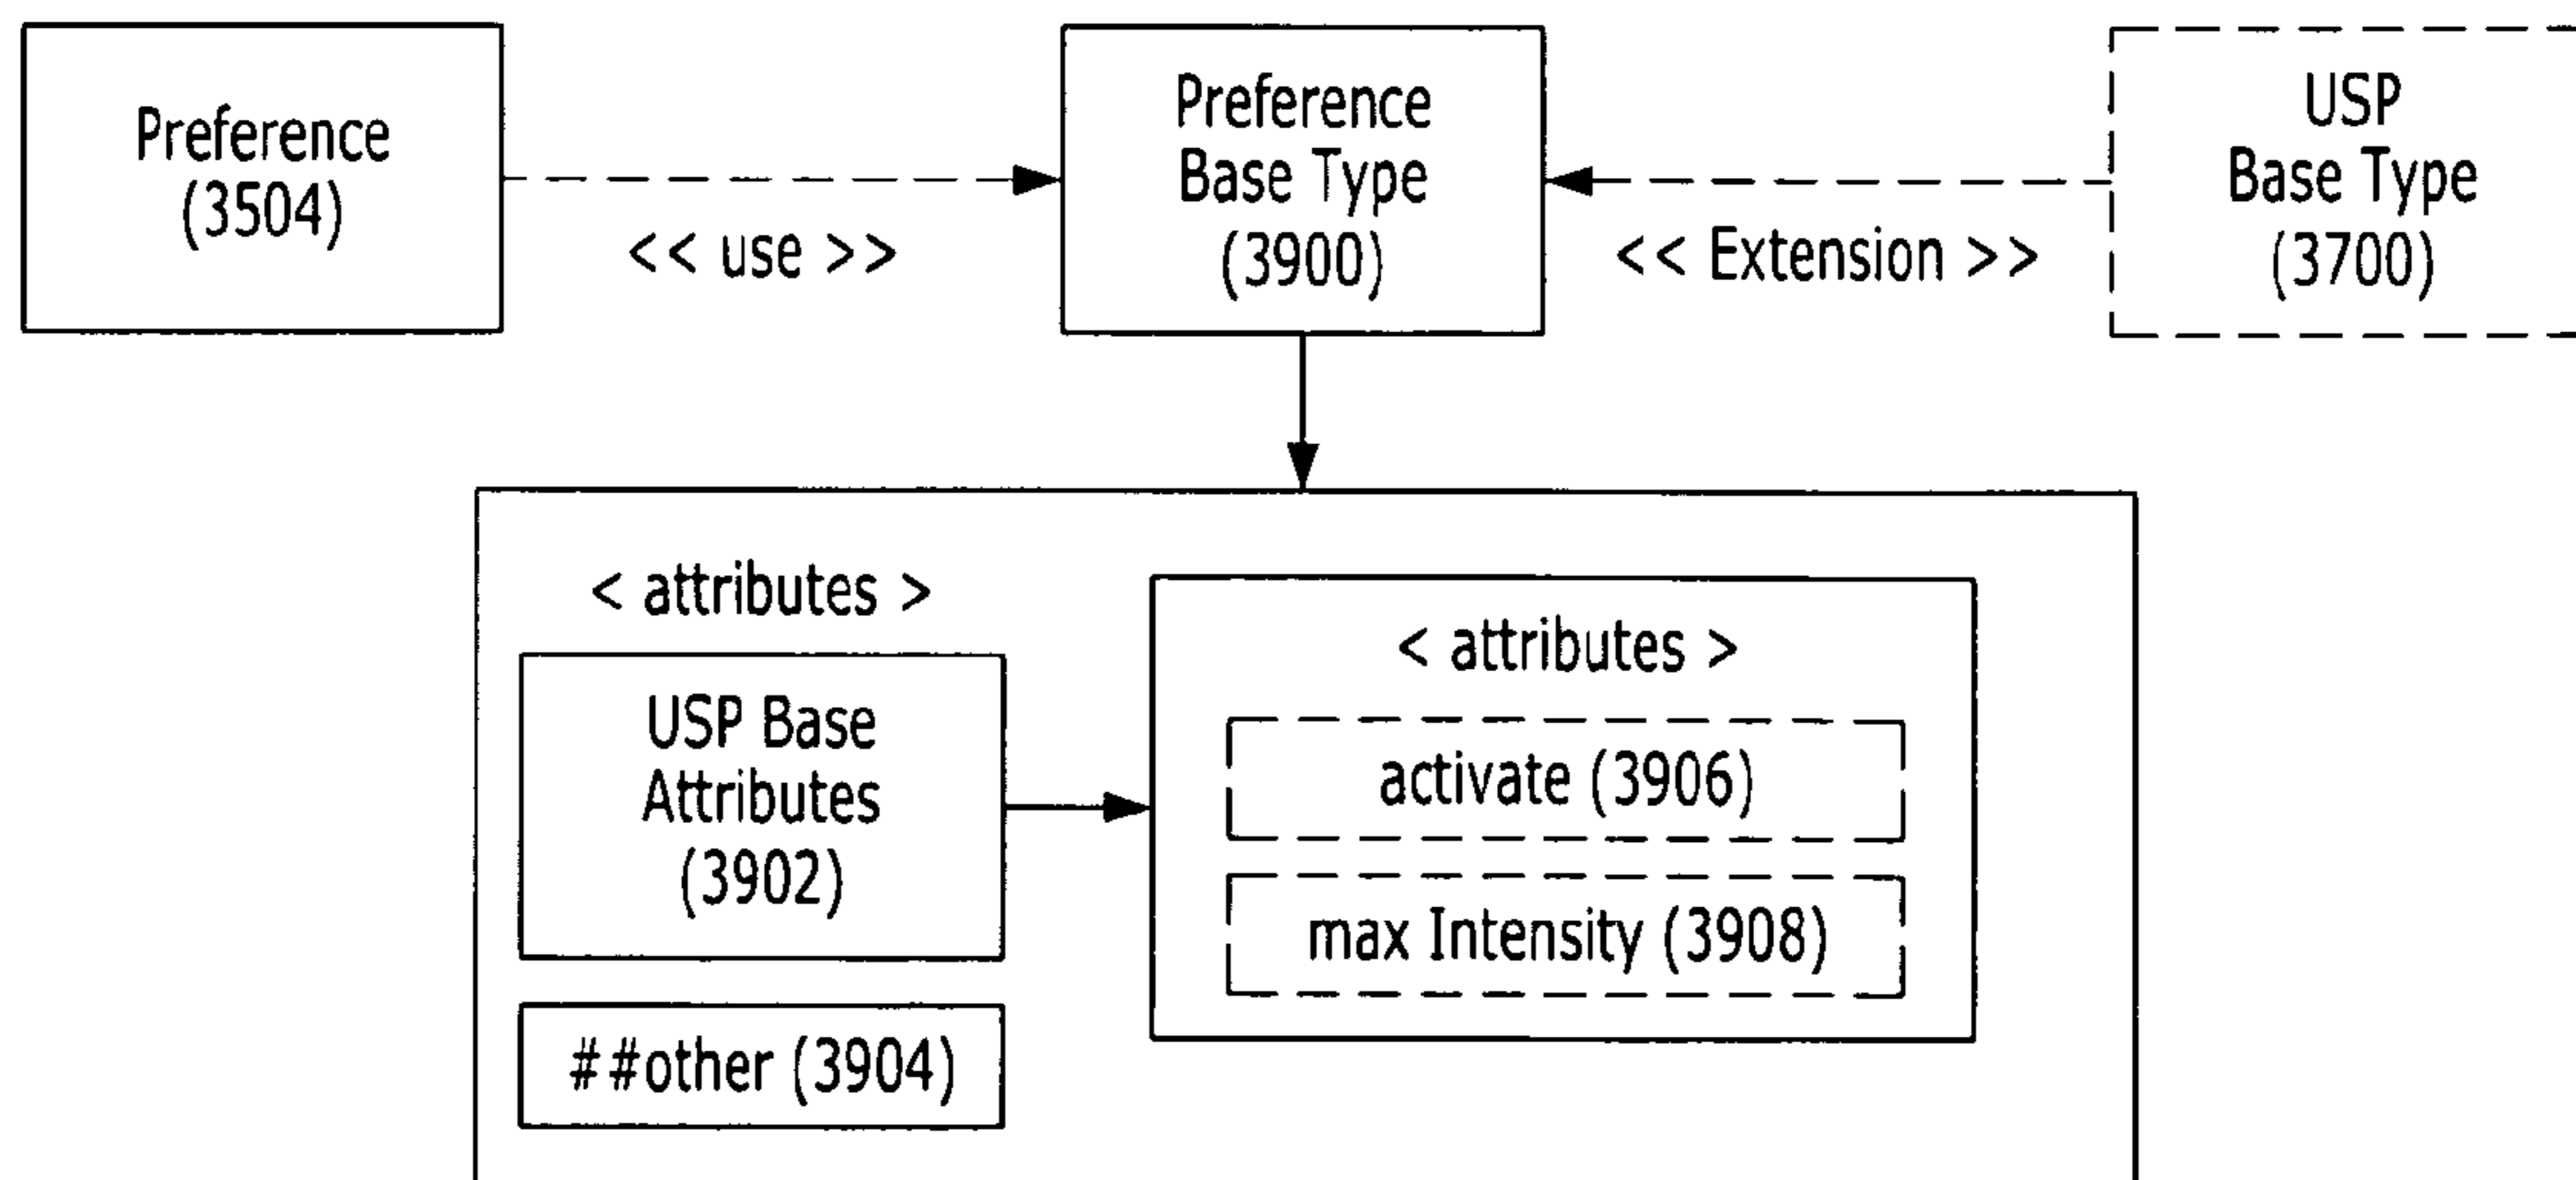 Preference
(3504)
<< use >>
Preference
Base Type
(3900)
<< Extension >>
USP
Base Type
(3700)
< attributes >
USP Base
Attributes
(3902)
##other (3904)
< attributes >
activate (3906)
max Intensity (3908)